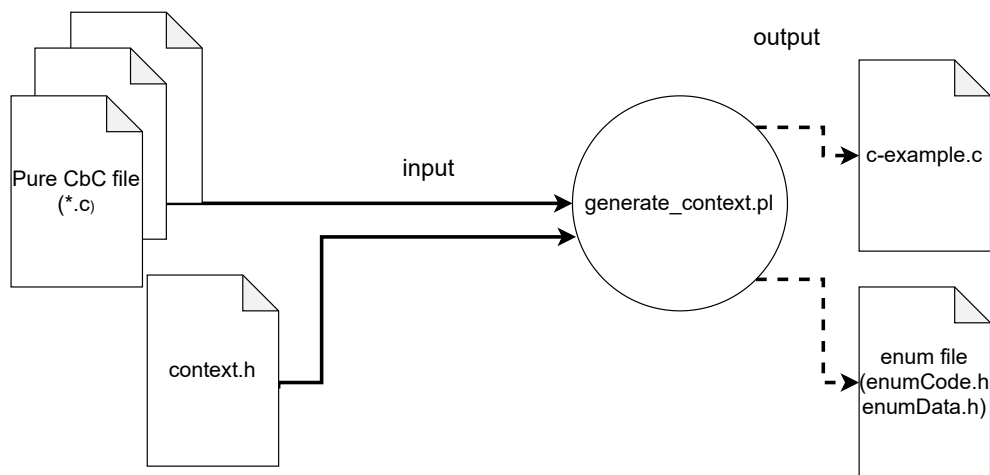 output
Pure CbC file
(*.c)
input
generate_context.pl
c-example.c
context.h
enum file
(enumCode.h
enumData.h)